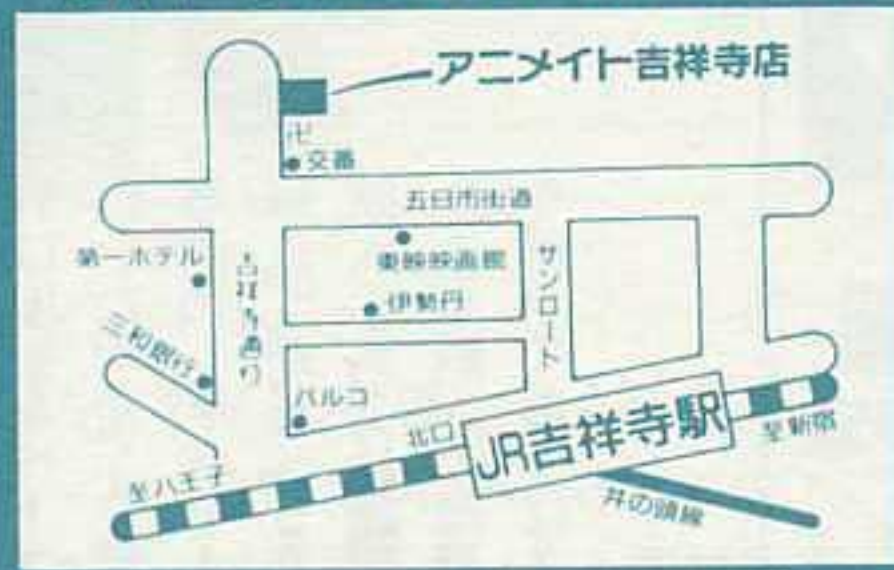 アニメイト吉祥寺店
卍
交番
五日市街道
第一ホテル
吉祥寺通り
東映映画館
伊勢丹
サンロード
三和銀行
パルコ
北口
JR吉祥寺駅
至新宿
至八王子
井の頭線